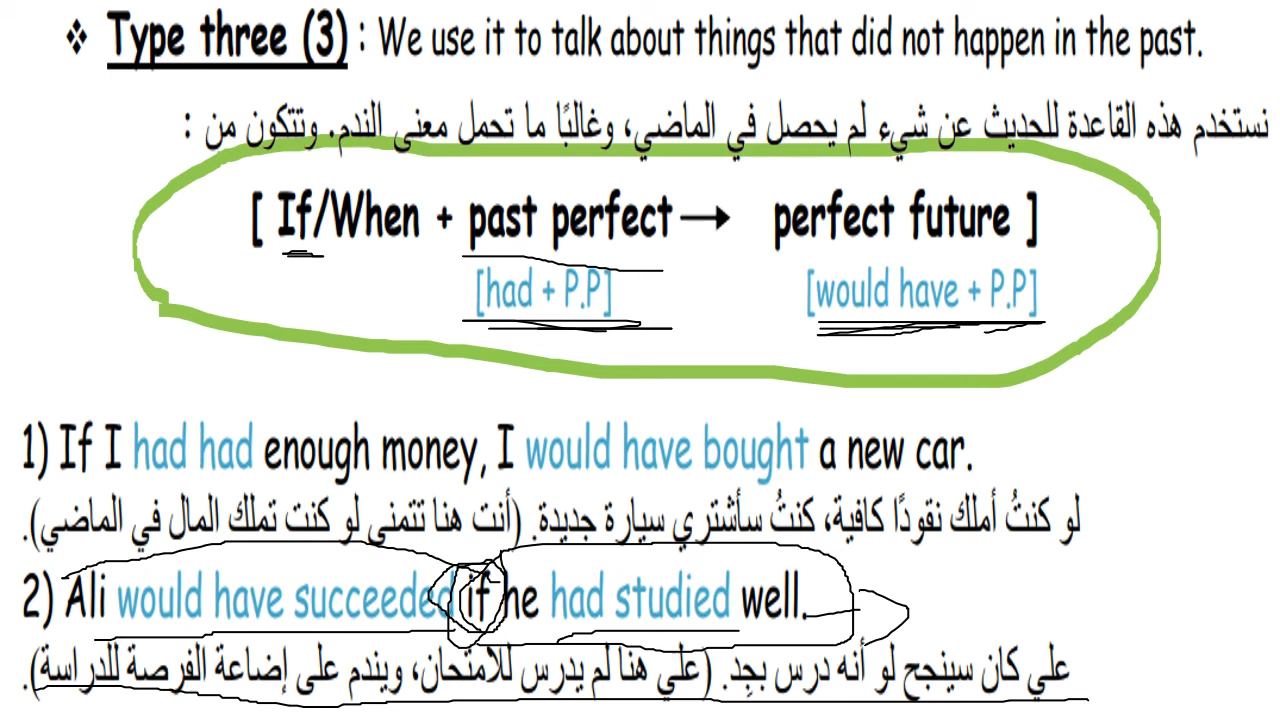 ❖ Type three (3) : We use it to talk about things that did not happen in the past.
نستخدم هذه القاعدة للحديث عن شيء لم يحصل في الماضي، وغالبًا ما تحمل معنى الندم. وتتكون من :
[ If/When + past perfect → perfect future ]
[had + P.P] [would have + P.P]
1) If I had had enough money, I would have bought a new car.
لو كنتُ أملك نقودًا كافية، كنتُ سأشتري سيارة جديدة. (أنت هنا تتمنى لو كنت تملك المال في الماضي).
2) Ali would have succeeded if he had studied well.
علي كان سينجح لو أنه درس بجِد. (علي هنا لم يدرس للامتحان، ويندم على إضاعة الفرصة للدراسة).